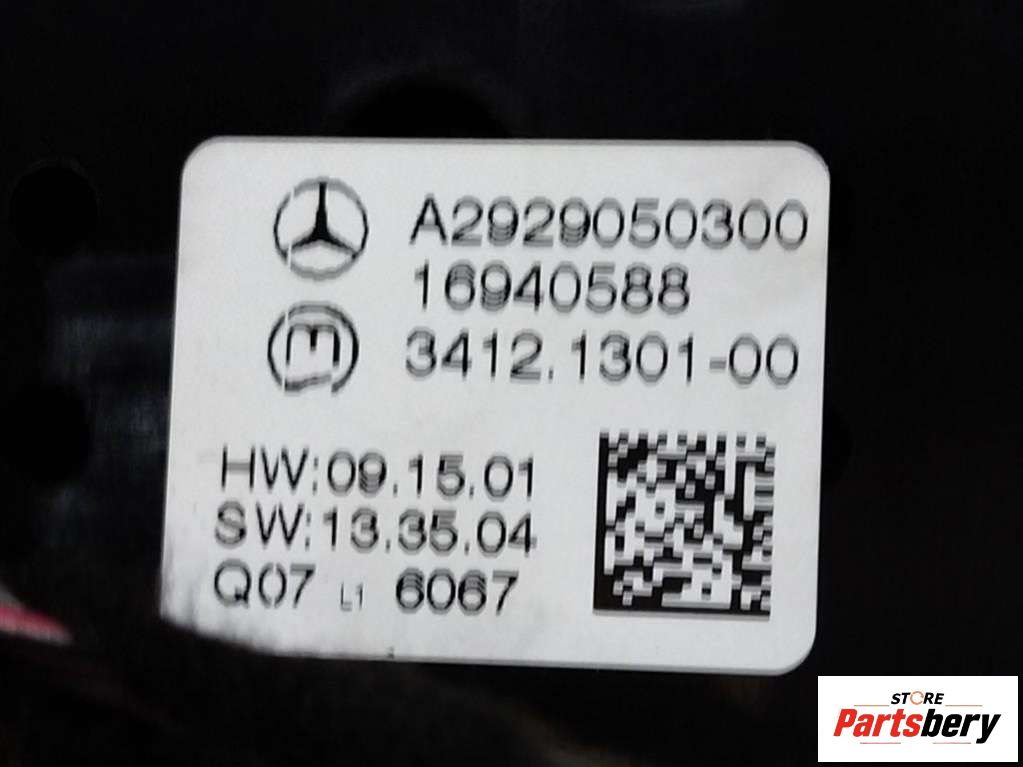 A2929050300
16940588
3412.1301-00
HW:09.15.01
SW:13.35.04
Q07 L1 6067
STORE
Partsbery